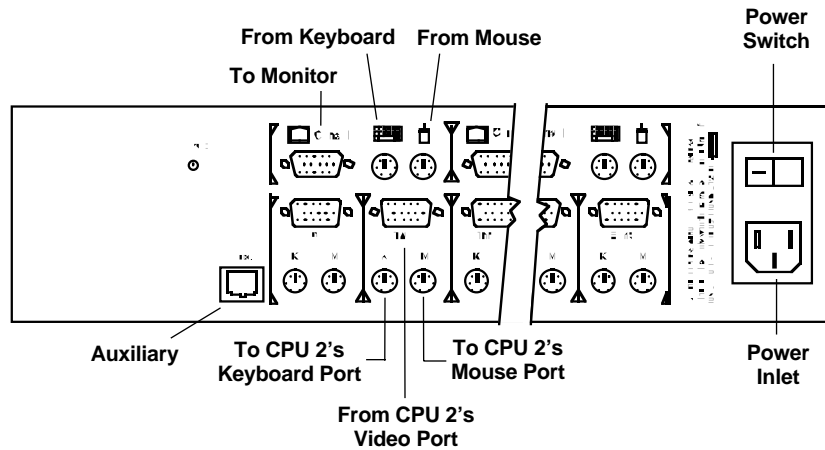 Power
Switch
From Keyboard
From Mouse
To Monitor
K
M
M
K
M
K
M
Auxiliary
To CPU 2's
Keyboard Port
To CPU 2's
Mouse Port
Power
Inlet
From CPU 2's
Video Port